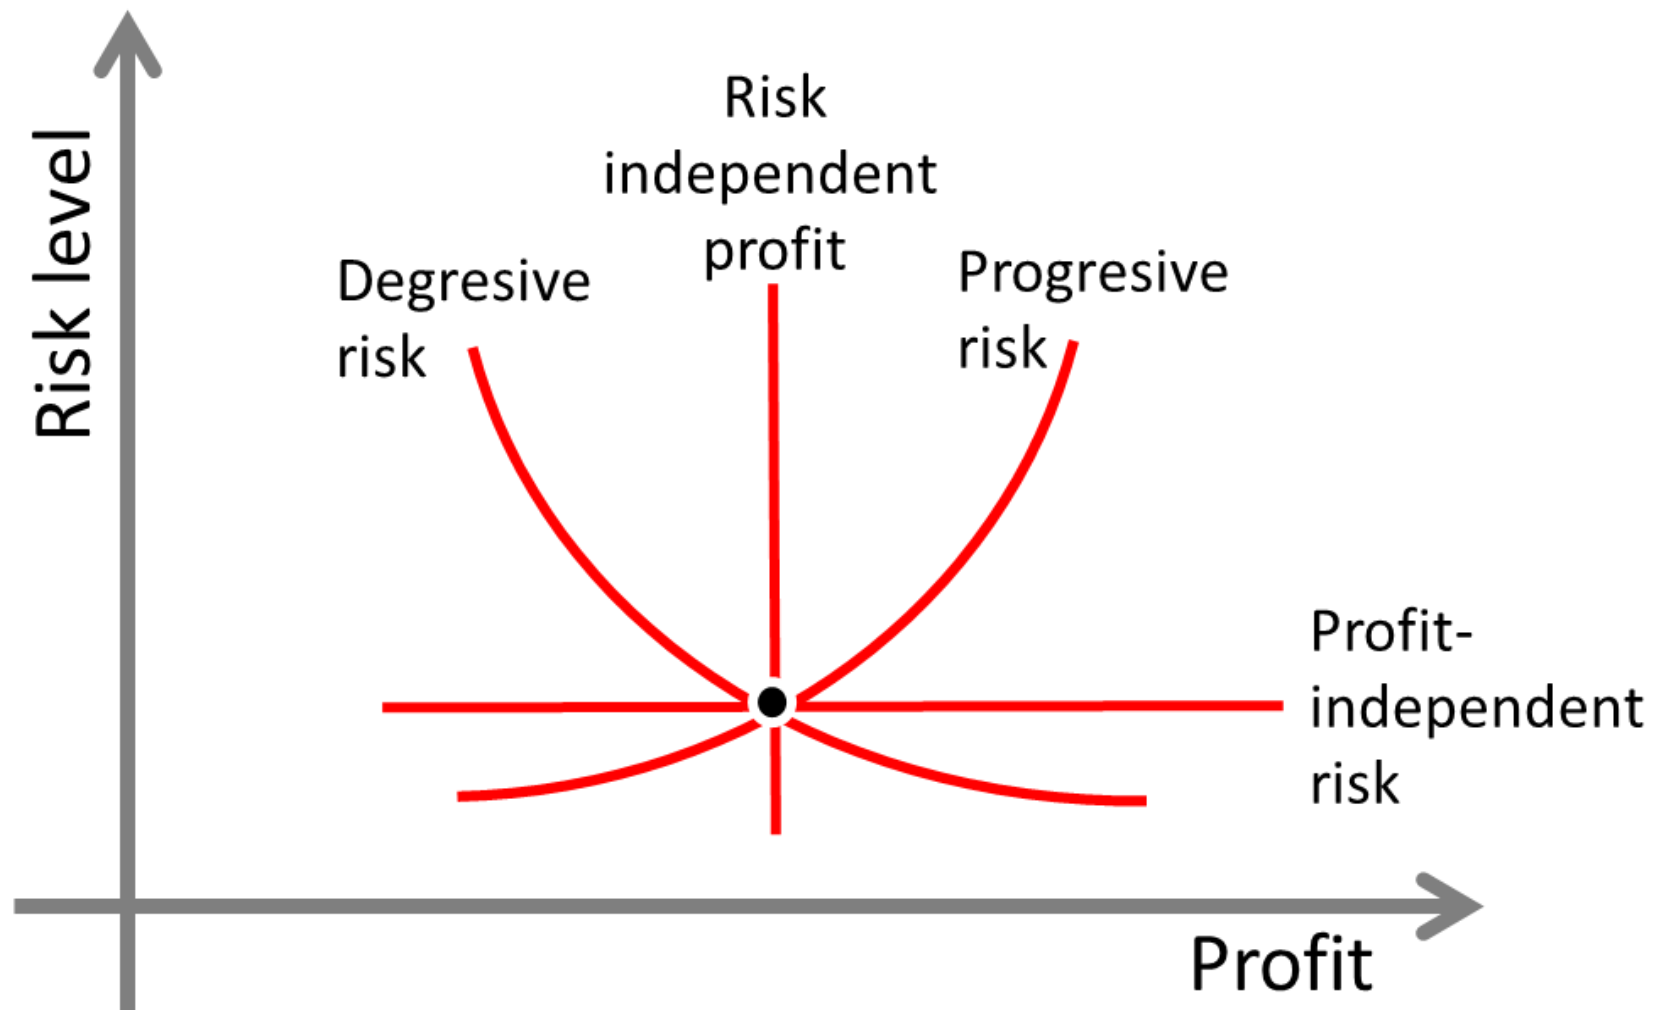 Risk level
Risk
independent
profit
Degresive
risk
Progresive
risk
Profit-
independent
risk
Profit